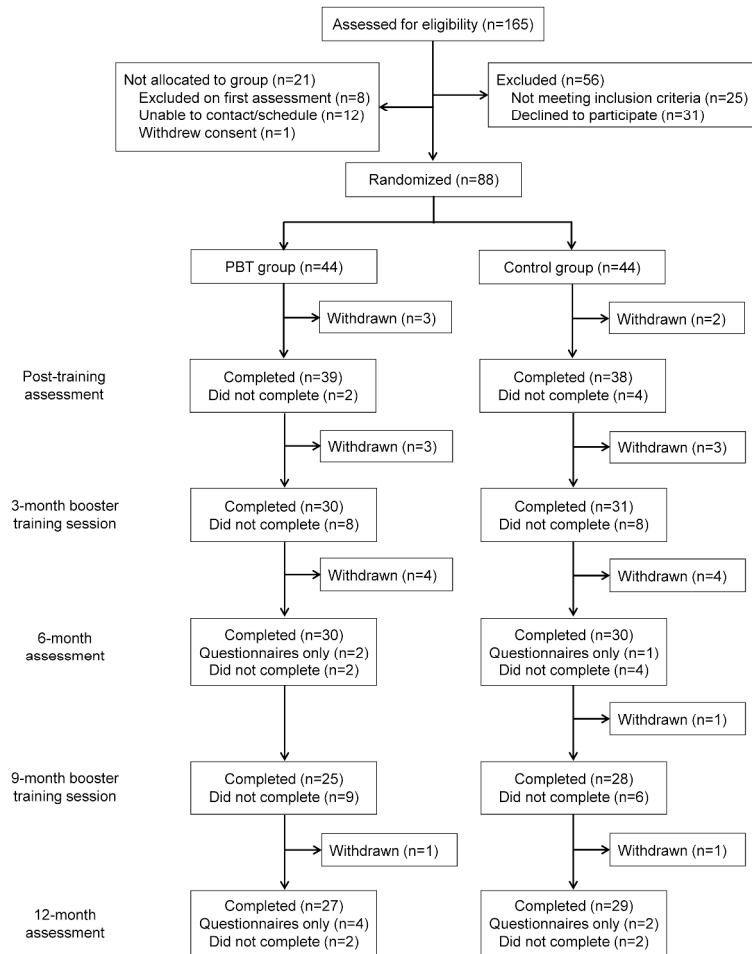 Assessed for eligibility (n=165)
Not allocated to group (n=21)
Excluded on first assessment (n=8)
Unable to contact/schedule (n=12)
Withdrew consent (n=1)
Excluded (n=56)
Not meeting inclusion criteria (n=25)
Declined to participate (n=31)
Randomized (n=88)
PBT group (n=44)
Control group (n=44)
Withdrawn (n=3)
Withdrawn (n=2)
Post-training
assessment
Completed (n=39)
Did not complete (n=2)
Completed (n=38)
Did not complete (n=4)
Withdrawn (n=3)
Withdrawn (n=3)
3-month booster
training session
Completed (n=30)
Did not complete (n=8)
Completed (n=31)
Did not complete (n=8)
Withdrawn (n=4)
Withdrawn (n=4)
6-month
assessment
Completed (n=30)
Questionnaires only (n=2)
Did not complete (n=2)
Completed (n=30)
Questionnaires only (n=1)
Did not complete (n=4)
Withdrawn (n=1)
9-month booster
training session
Completed (n=25)
Did not complete (n=9)
Completed (n=28)
Did not complete (n=6)
Withdrawn (n=1)
Withdrawn (n=1)
12-month
assessment
Completed (n=27)
Questionnaires only (n=4)
Did not complete (n=2)
Completed (n=29)
Questionnaires only (n=2)
Did not complete (n=2)